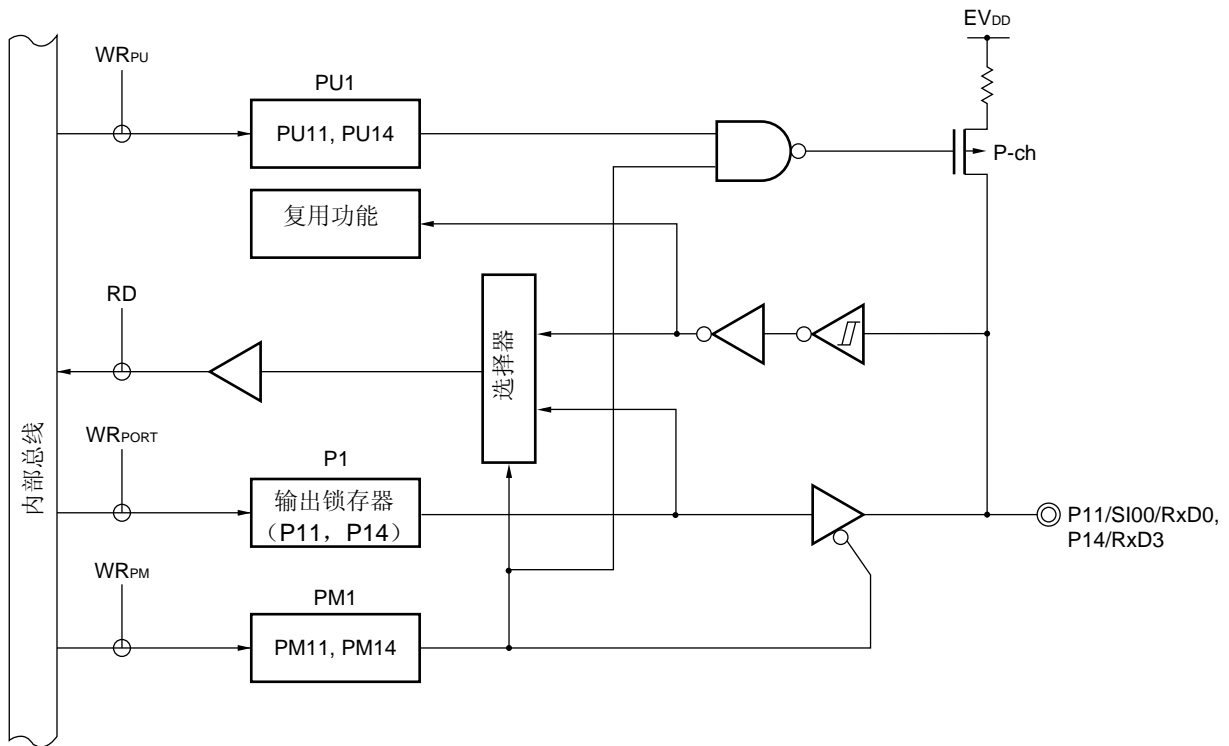 EVDD
WRPU
PU1
PU11, PU14
P-ch
复用功能
RD
选择器
WRPORT
P1
内部总线
输出锁存器
（P11，P14）
P11/SI00/RxD0,
P14/RxD3
WRPM
PM1
PM11, PM14